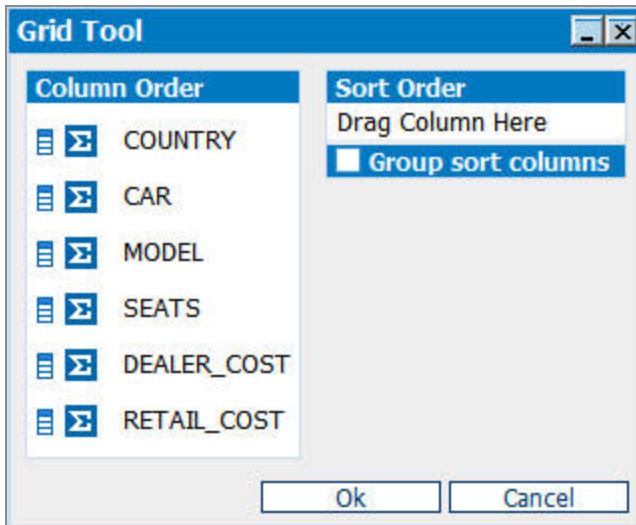 Grid Tool
Column Order
COUNTRY
CAR
MODEL
SEATS
DEALER_COST
RETAIL_COST
Sort Order
Drag Column Here
Group sort columns
Ok
Cancel